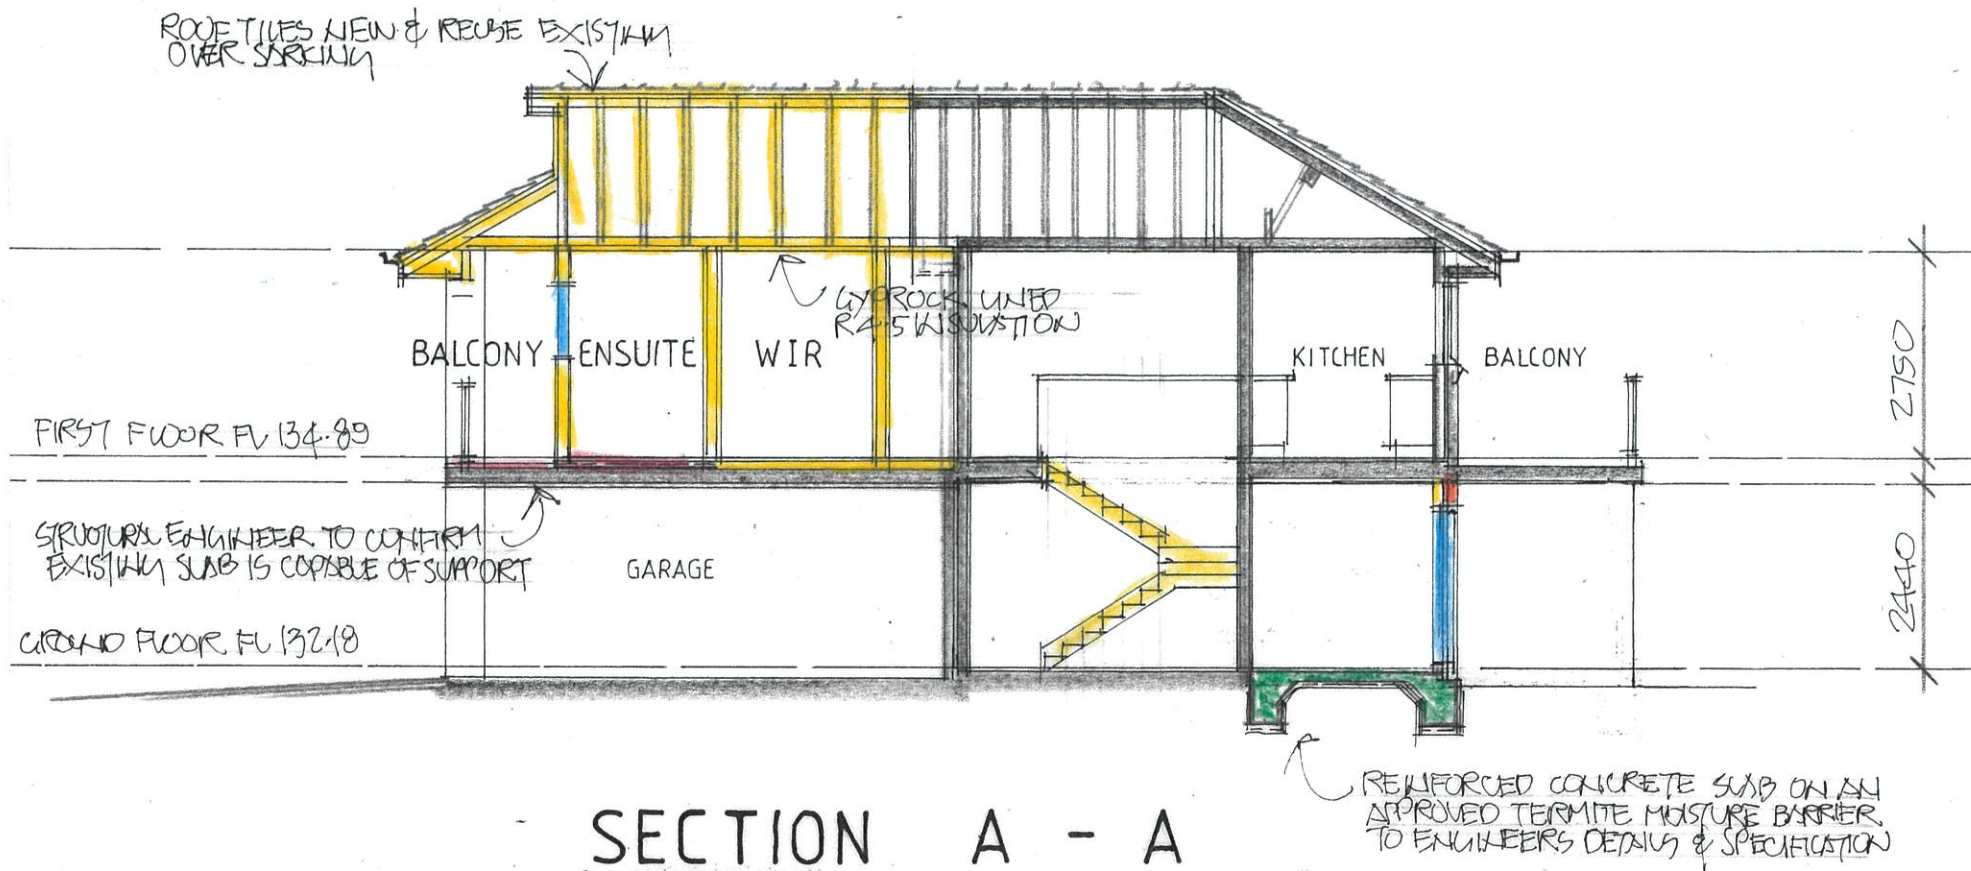 ROOF TILES NEW & REUSE EXISTING
OVER SARKING
GYPROCK LINED
R4.5 INSULATION
BALCONY
ENSUITE
WIR
KITCHEN
BALCONY
2750
FIRST FLOOR FL 134.89
STRUCTURAL ENGINEER TO CONFIRM
EXISTING SLAB IS CAPABLE OF SUPPORT
GARAGE
2440
GROUND FLOOR FL 132.18
REINFORCED CONCRETE SLAB ON AN
APPROVED TERMITE MOISTURE BARRIER
TO ENGINEERS DETAILS & SPECIFICATION
SECTION A - A